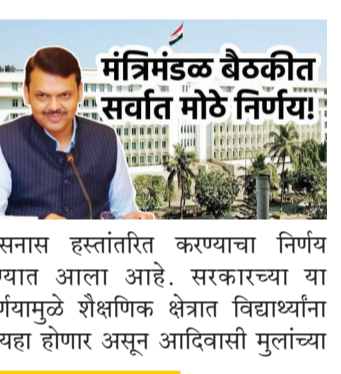 मंत्रिमंडळ बैठकीत
सर्वात मोठे निर्णय!
सनास हस्तांतरित करण्याचा निर्णय
ण्यात आला आहे. सरकारच्या या
र्णयामुळे शैक्षणिक क्षेत्रात विद्यार्थ्यांना
यहा होणार असून आदिवासी मुलांच्या